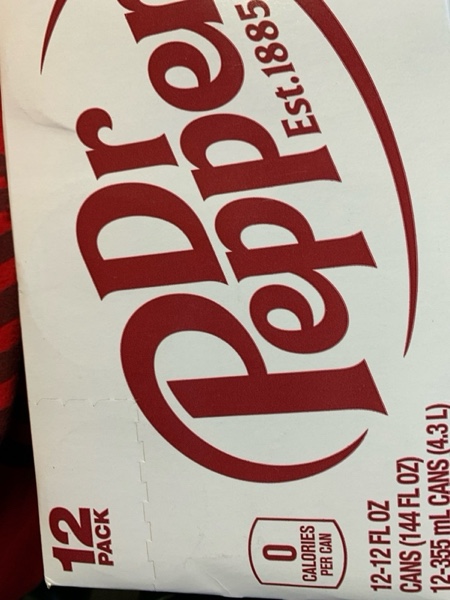 Dr
Pepper
Est.1885
12
PACK
0
CALORIES
PER CAN
12-12 FL OZ
CANS (144 FL OZ)
12-355 mL CANS (4.3 L)